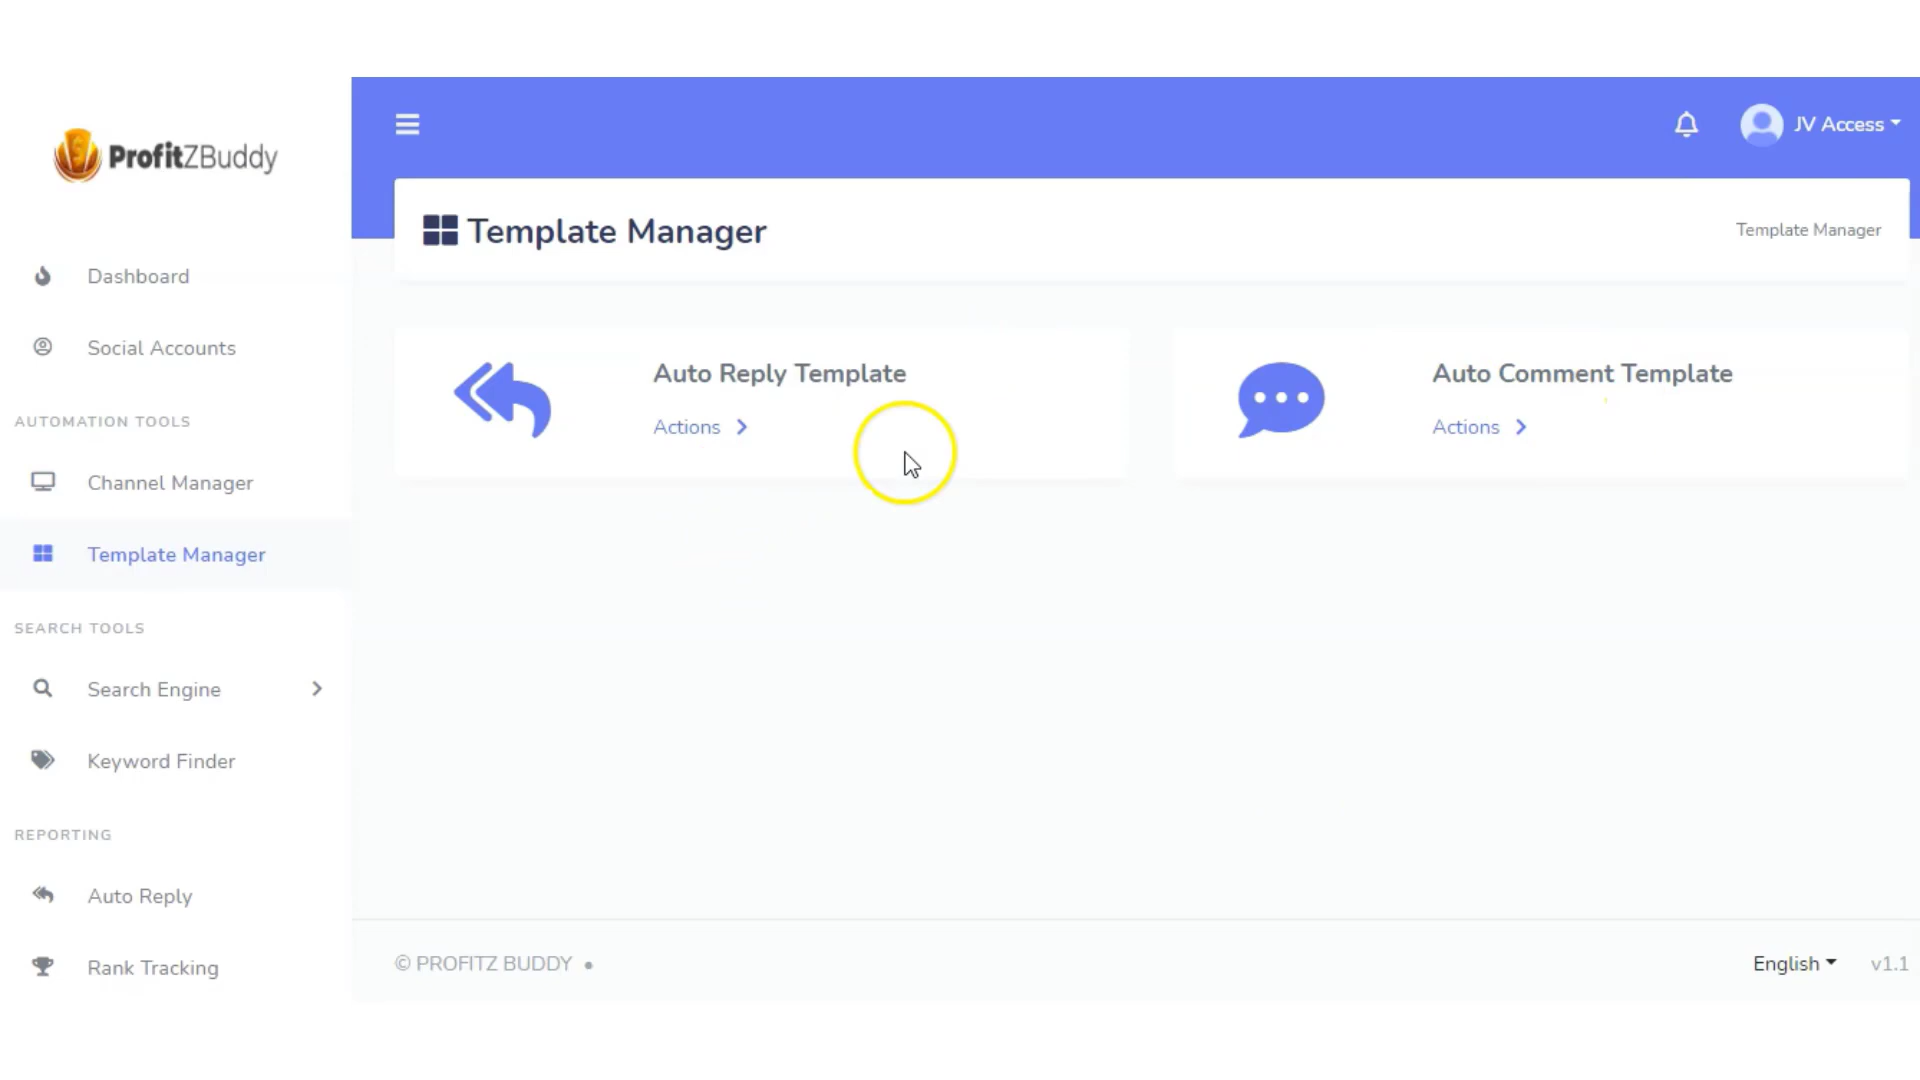 ProfitZBuddy
JV Access
Template Manager
Template Manager
Dashboard
Social Accounts
AUTOMATION TOOLS
Channel Manager
Template Manager
SEARCH TOOLS
Search Engine
Keyword Finder
REPORTING
Auto Reply
Rank Tracking
Auto Reply Template
Actions
Auto Comment Template
Actions
© PROFITZ BUDDY •
English
v1.1